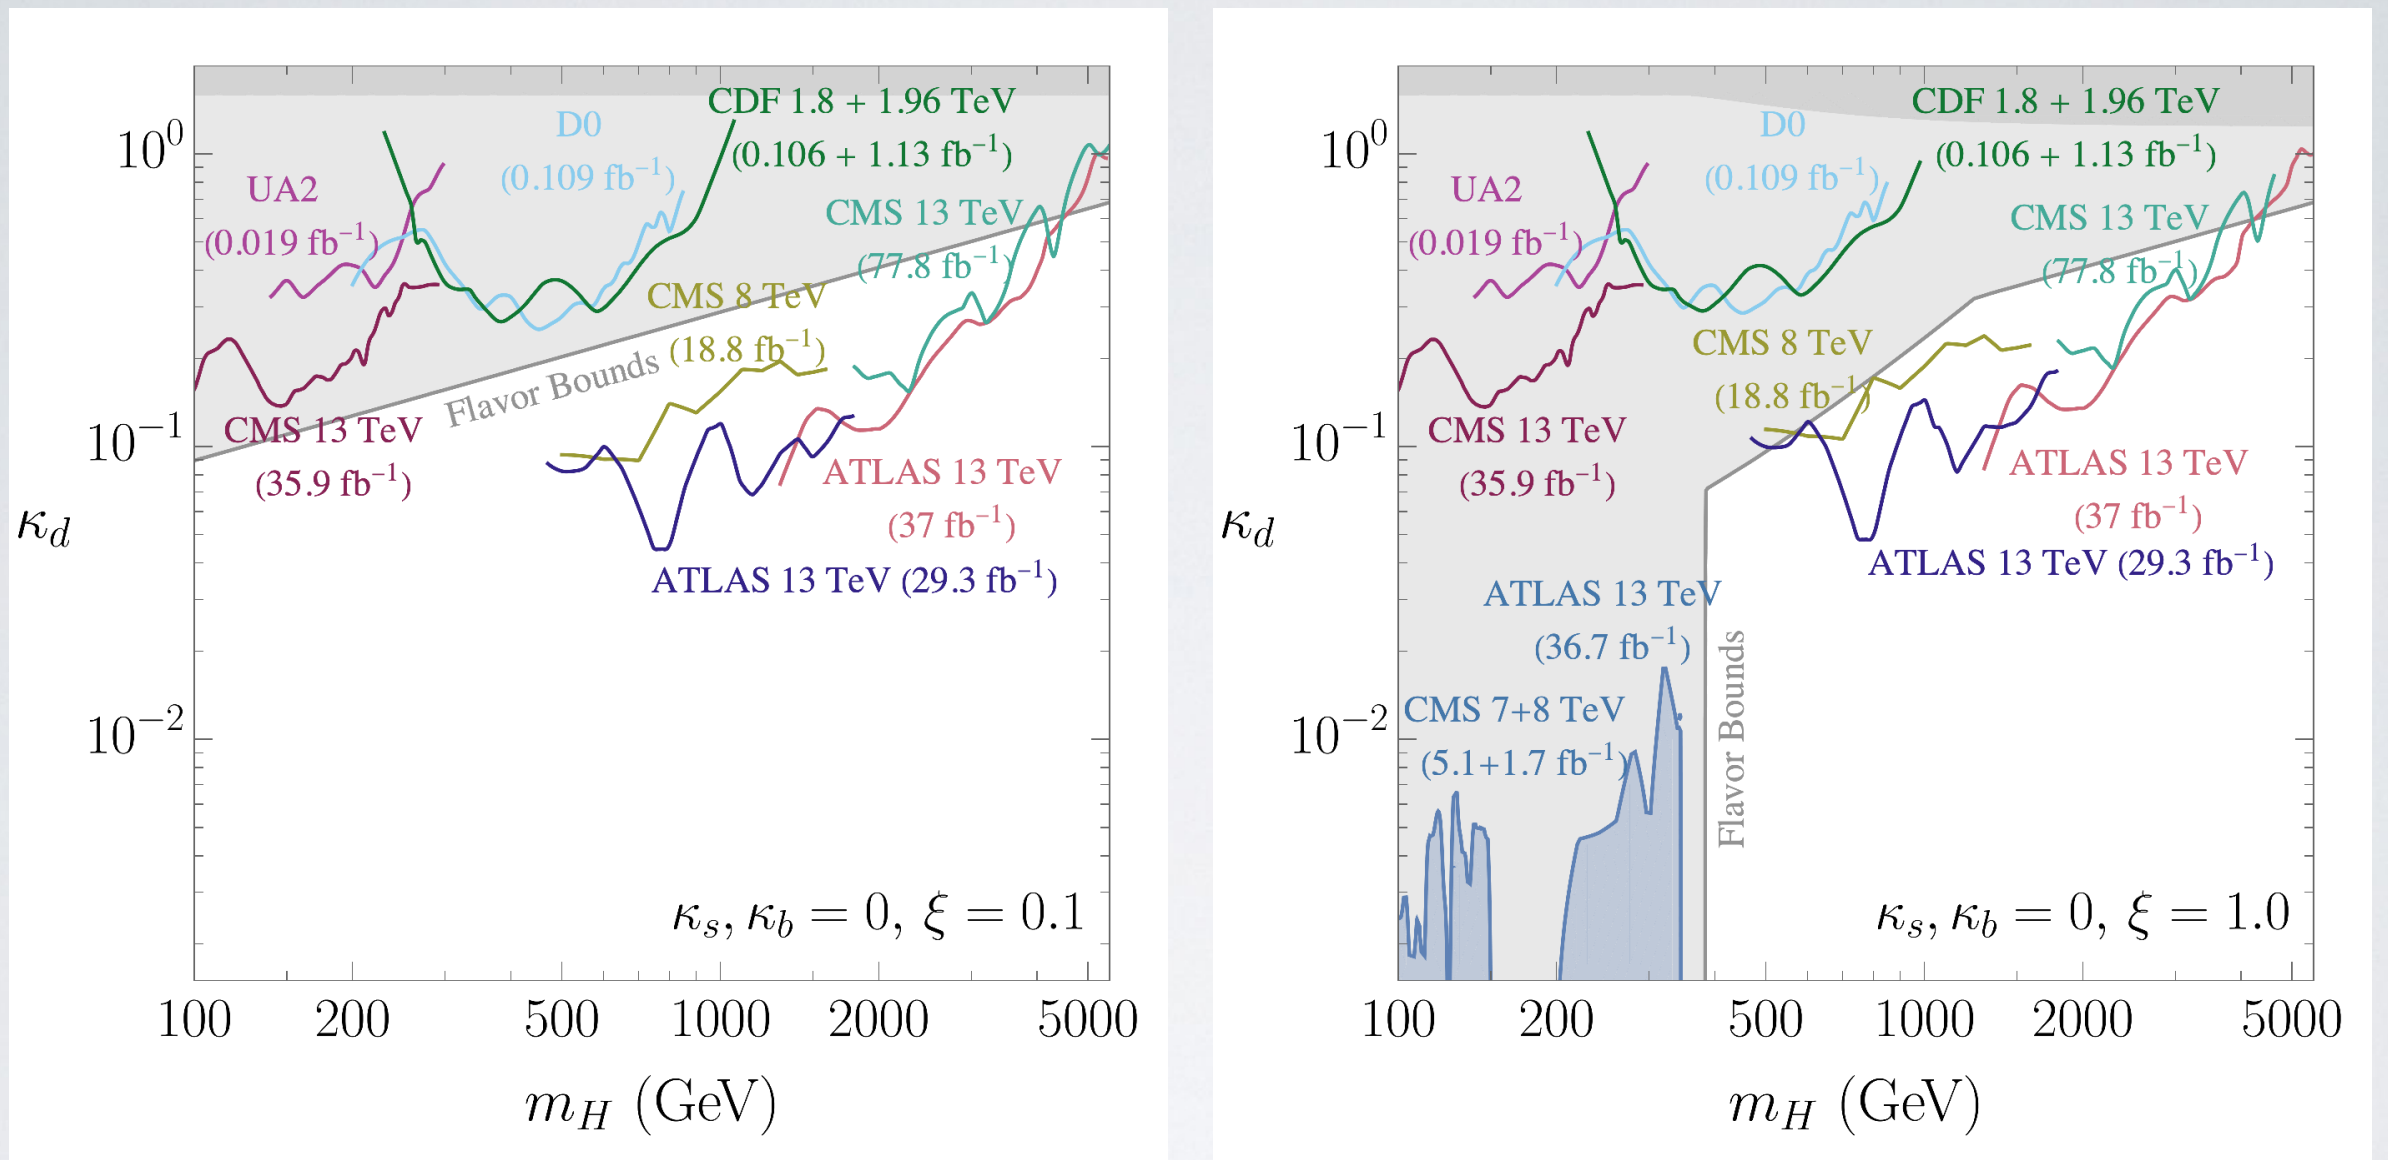 CDF 1.8 + 1.96 TeV
(0.106 + 1.13 fb⁻¹)
D0
(0.109 fb⁻¹)
UA2
(0.019 fb⁻¹)
CMS 13 TeV
(77.8 fb⁻¹)
CMS 8 TeV
(18.8 fb⁻¹)
Flavor Bounds
CMS 13 TeV
(35.9 fb⁻¹)
ATLAS 13 TeV
(37 fb⁻¹)
ATLAS 13 TeV (29.3 fb⁻¹)
κ_d
10⁰
10⁻¹
10⁻²
κ_s, κ_b = 0, ξ = 0.1
100 200 500 1000 2000 5000
m_H (GeV)
CDF 1.8 + 1.96 TeV
(0.106 + 1.13 fb⁻¹)
D0
(0.109 fb⁻¹)
UA2
(0.019 fb⁻¹)
CMS 13 TeV
(77.8 fb⁻¹)
CMS 8 TeV
(18.8 fb⁻¹)
CMS 13 TeV
(35.9 fb⁻¹)
ATLAS 13 TeV
(37 fb⁻¹)
ATLAS 13 TeV (29.3 fb⁻¹)
ATLAS 13 TeV
(36.7 fb⁻¹)
CMS 7+8 TeV
(5.1+1.7 fb⁻¹)
Flavor Bounds
κ_d
10⁰
10⁻¹
10⁻²
κ_s, κ_b = 0, ξ = 1.0
100 200 500 1000 2000 5000
m_H (GeV)